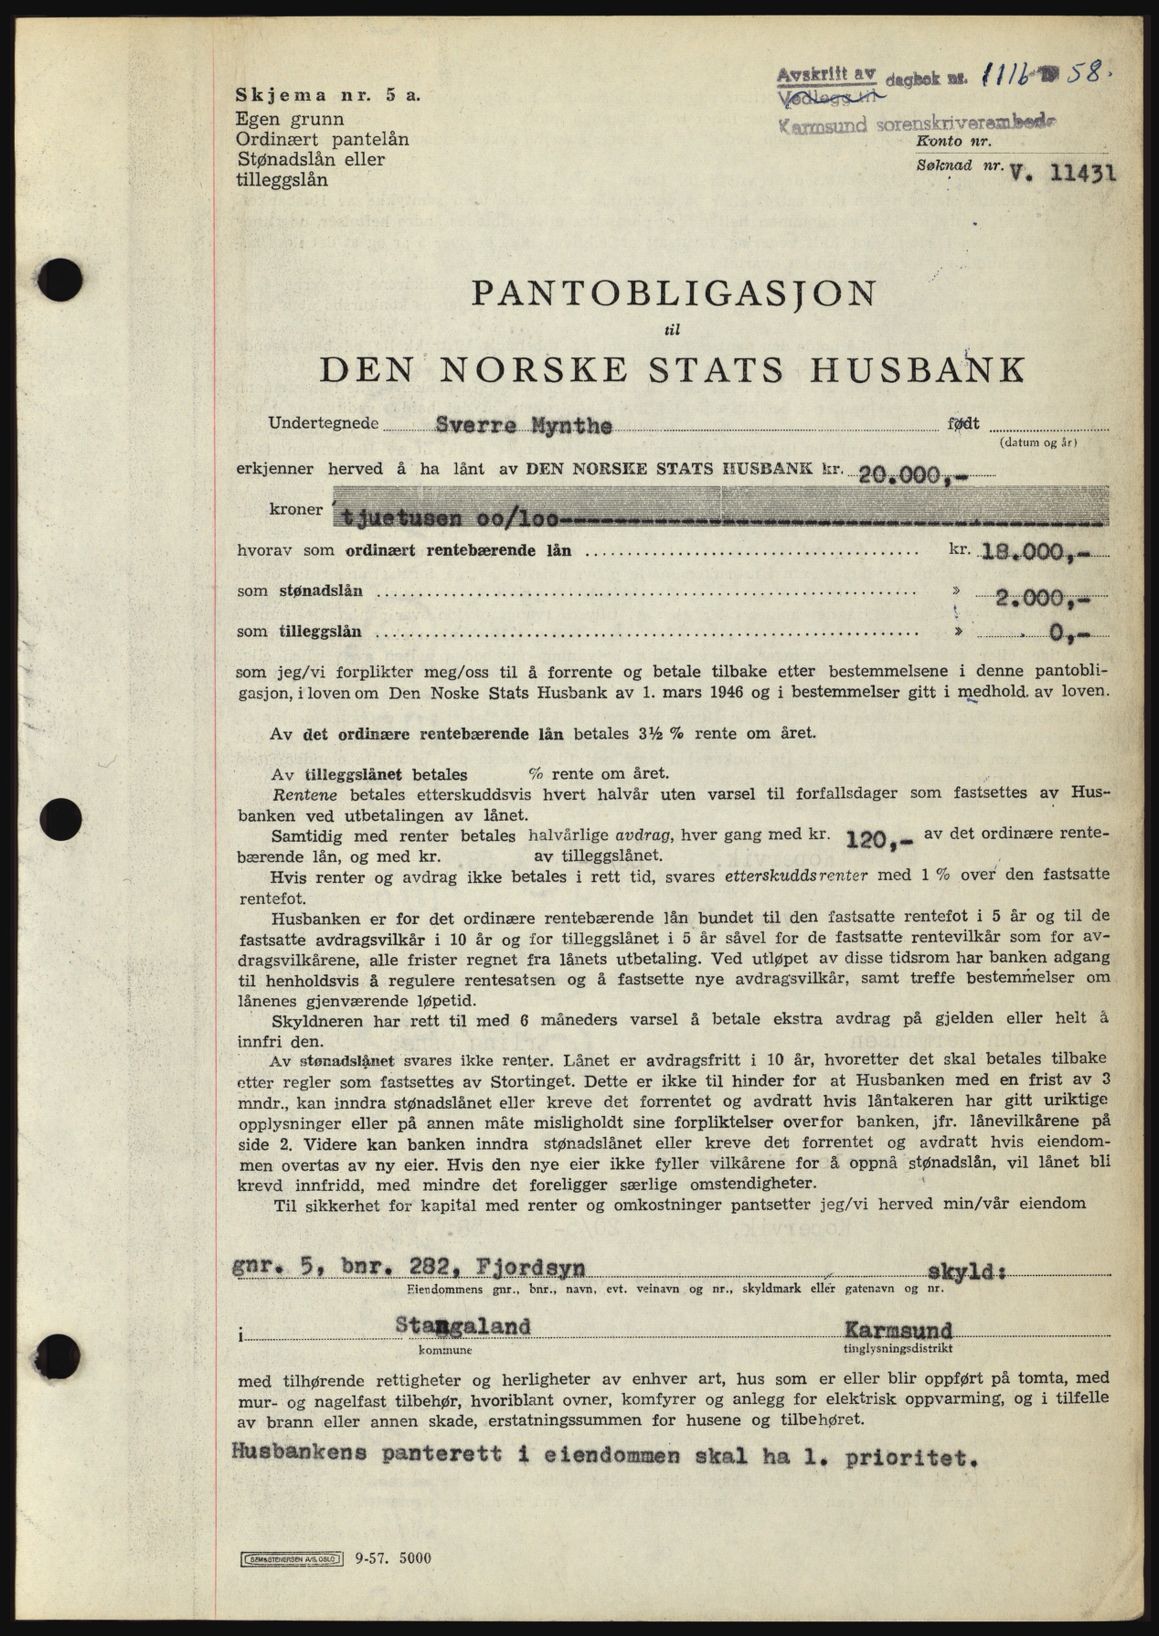 Avskrift av dagbok nr. 1116 19 58.
Vedlegg til
Karmsund sorenskriverembede
Skjema nr. 5 a.
Egen grunn
Ordinært pantelån
Stønadslån eller
tilleggslån
Konto nr.
Søknad nr. V. 11431
PANTOBLIGASJON
til
DEN NORSKE STATS HUSBANK
Undertegnede Sverre Mynthe født
(datum og år)
erkjenner herved å ha lånt av DEN NORSKE STATS HUSBANK kr. 20.000,-
kroner tjuetusen oo/loo
hvorav som ordinært rentebærende lån kr. 18.000,-
som stønadslån » 2.000,-
som tilleggslån » 0,-
som jeg/vi forplikter meg/oss til å forrente og betale tilbake etter bestemmelsene i denne pantobli-
gasjon, i loven om Den Noske Stats Husbank av 1. mars 1946 og i bestemmelser gitt i medhold. av loven.
Av det ordinære rentebærende lån betales 3½ % rente om året.
Av tilleggslånet betales % rente om året.
Rentene betales etterskuddsvis hvert halvår uten varsel til forfallsdager som fastsettes av Hus-
banken ved utbetalingen av lånet.
Samtidig med renter betales halvårlige avdrag, hver gang med kr. 120,- av det ordinære rente-
bærende lån, og med kr. av tilleggslånet.
Hvis renter og avdrag ikke betales i rett tid, svares etterskuddsrenter med 1 % over den fastsatte
rentefot.
Husbanken er for det ordinære rentebærende lån bundet til den fastsatte rentefot i 5 år og til de
fastsatte avdragsvilkår i 10 år og for tilleggslånet i 5 år såvel for de fastsatte rentevilkår som for av-
dragsvilkårene, alle frister regnet fra lånets utbetaling. Ved utløpet av disse tidsrom har banken adgang
til henholdsvis å regulere rentesatsen og å fastsette nye avdragsvilkår, samt treffe bestemmelser om
lånenes gjenværende løpetid.
Skyldneren har rett til med 6 måneders varsel å betale ekstra avdrag på gjelden eller helt å
innfri den.
Av stønadslånet svares ikke renter. Lånet er avdragsfritt i 10 år, hvoretter det skal betales tilbake
etter regler som fastsettes av Stortinget. Dette er ikke til hinder for at Husbanken med en frist av 3
mndr., kan inndra stønadslånet eller kreve det forrentet og avdratt hvis låntakeren har gitt uriktige
opplysninger eller på annen måte misligholdt sine forpliktelser overfor banken, jfr. lånevilkårene på
side 2. Videre kan banken inndra stønadslånet eller kreve det forrentet og avdratt hvis eiendom-
men overtas av ny eier. Hvis den nye eier ikke fyller vilkårene for å oppnå stønadslån, vil lånet bli
krevd innfridd, med mindre det foreligger særlige omstendigheter.
Til sikkerhet for kapital med renter og omkostninger pantsetter jeg/vi herved min/vår eiendom
gnr. 5, bnr. 282, Fjordsyn skyld:
Eiendommens gnr., bnr., navn, evt. veinavn og nr., skyldmark eller gatenavn og nr.
i Stangaland Karmsund
kommune tinglysningsdistrikt
med tilhørende rettigheter og herligheter av enhver art, hus som er eller blir oppført på tomta, med
mur- og nagelfast tilbehør, hvoriblant ovner, komfyrer og anlegg for elektrisk oppvarming, og i tilfelle
av brann eller annen skade, erstatningssummen for husene og tilbehøret.
Husbankens panterett i eiendommen skal ha 1. prioritet.
SEM & STENERSEN A/S, OSLO 9-57. 5000